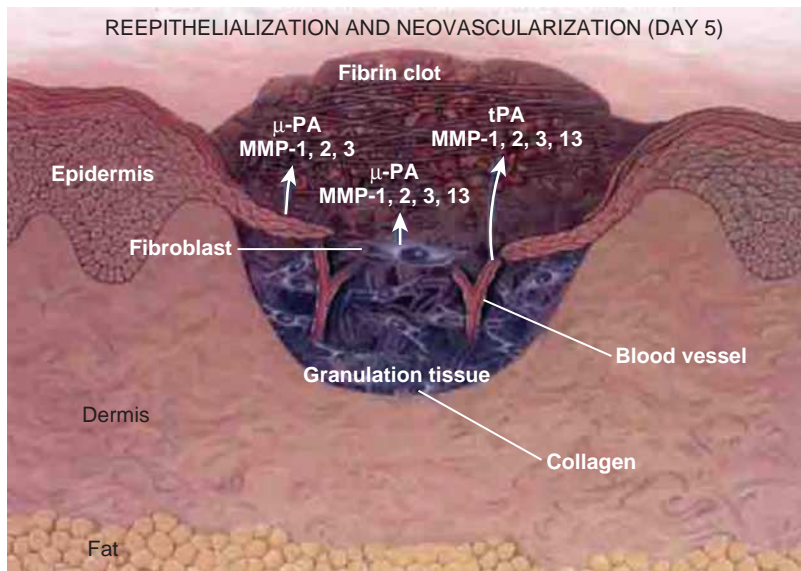 REEPITHELIALIZATION AND NEOVASCULARIZATION (DAY 5)
Fibrin clot
μ-PA
MMP-1, 2, 3
tPA
MMP-1, 2, 3, 13
μ-PA
MMP-1, 2, 3, 13
Epidermis
Fibroblast
Blood vessel
Granulation tissue
Dermis
Collagen
Fat